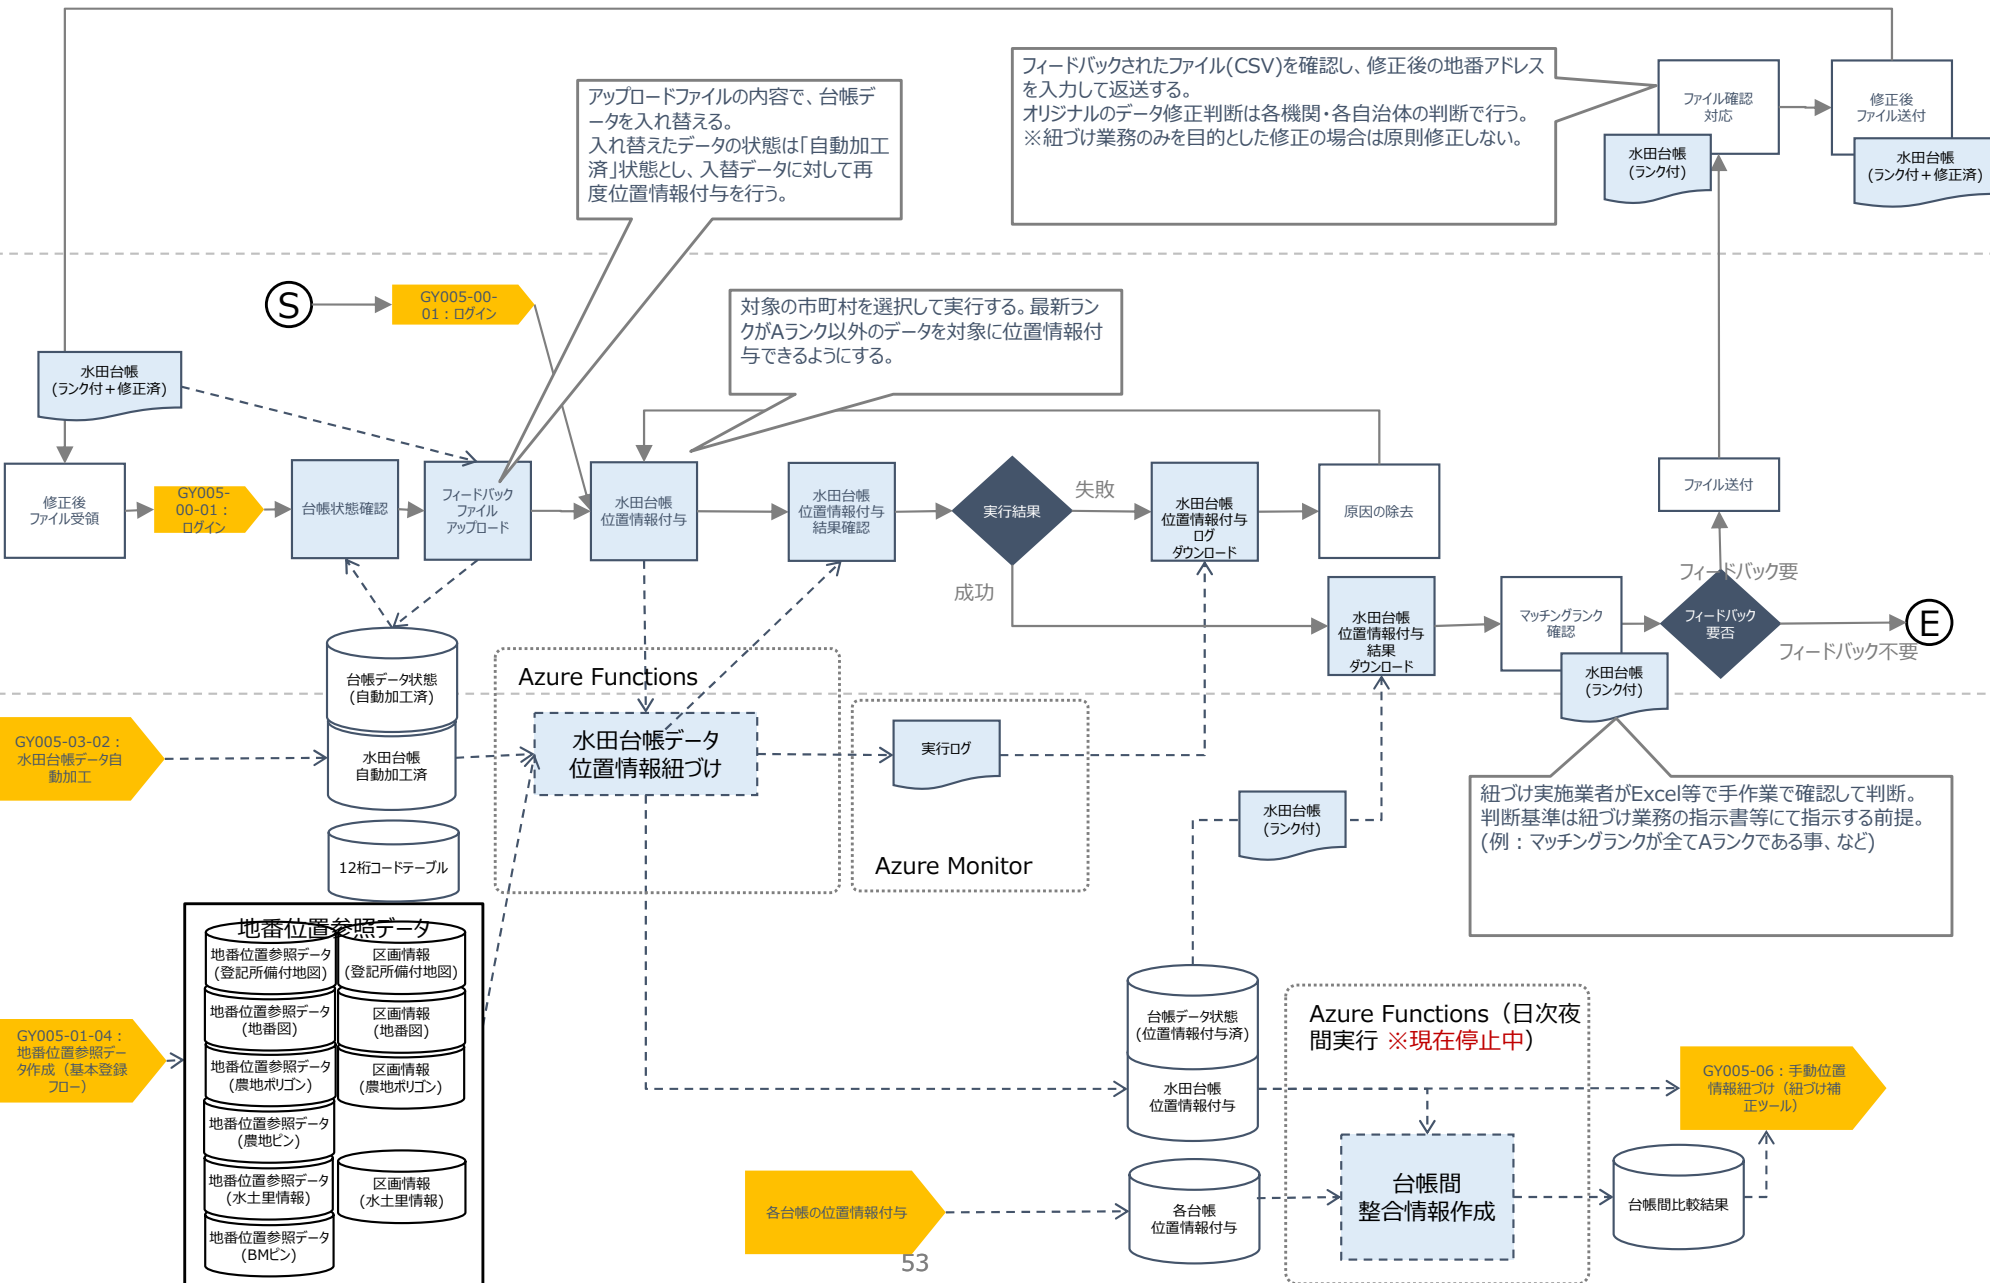 アップロードファイルの内容で、台帳デ
ータを入れ替える。
入れ替えたデータの状態は「自動加工
済」状態とし、入替データに対して再
度位置情報付与を行う。
フィードバックされたファイル(CSV)を確認し、修正後の地番アドレス
を入力して返送する。
オリジナルのデータ修正判断は各機関・各自治体の判断で行う。
※紐づけ業務のみを目的とした修正の場合は原則修正しない。
ファイル確認
対応
水田台帳
(ランク付)
修正後
ファイル送付
水田台帳
(ランク付＋修正済)
S
GY005-00-
01：ログイン
対象の市町村を選択して実行する。最新ラン
クがAランク以外のデータを対象に位置情報付
与できるようにする。
水田台帳
(ランク付＋修正済)
修正後
ファイル受領
GY005-
00-01：
ログイン
台帳状態確認
フィードバック
ファイル
アップロード
水田台帳
位置情報付与
水田台帳
位置情報付与
結果確認
実行結果
失敗
成功
水田台帳
位置情報付与
ログ
ダウンロード
原因の除去
ファイル送付
水田台帳
位置情報付与
結果
ダウンロード
マッチングランク
確認
水田台帳
(ランク付)
フィードバック要
フィードバック
要否
フィードバック不要
E
台帳データ状態
(自動加工済)
水田台帳
自動加工済
12桁コードテーブル
GY005-03-02：
水田台帳データ自
動加工
Azure Functions
水田台帳データ
位置情報紐づけ
実行ログ
Azure Monitor
水田台帳
(ランク付)
紐づけ実施業者がExcel等で手作業で確認して判断。
判断基準は紐づけ業務の指示書等にて指示する前提。
(例：マッチングランクが全てAランクである事、など)
GY005-01-04：
地番位置参照デー
タ作成（基本登録
フロー）
地番位置参照データ
地番位置参照データ
(登記所備付地図)
区画情報
(登記所備付地図)
地番位置参照データ
(地番図)
区画情報
(地番図)
地番位置参照データ
(農地ポリゴン)
区画情報
(農地ポリゴン)
地番位置参照データ
(農地ピン)
地番位置参照データ
(水土里情報)
区画情報
(水土里情報)
地番位置参照データ
(BMピン)
台帳データ状態
(位置情報付与済)
水田台帳
位置情報付与
各台帳の位置情報付与
各台帳
位置情報付与
Azure Functions（日次夜
間実行 ※現在停止中）
台帳間
整合情報作成
台帳間比較結果
GY005-06：手動位置
情報紐づけ（紐づけ補
正ツール）
53